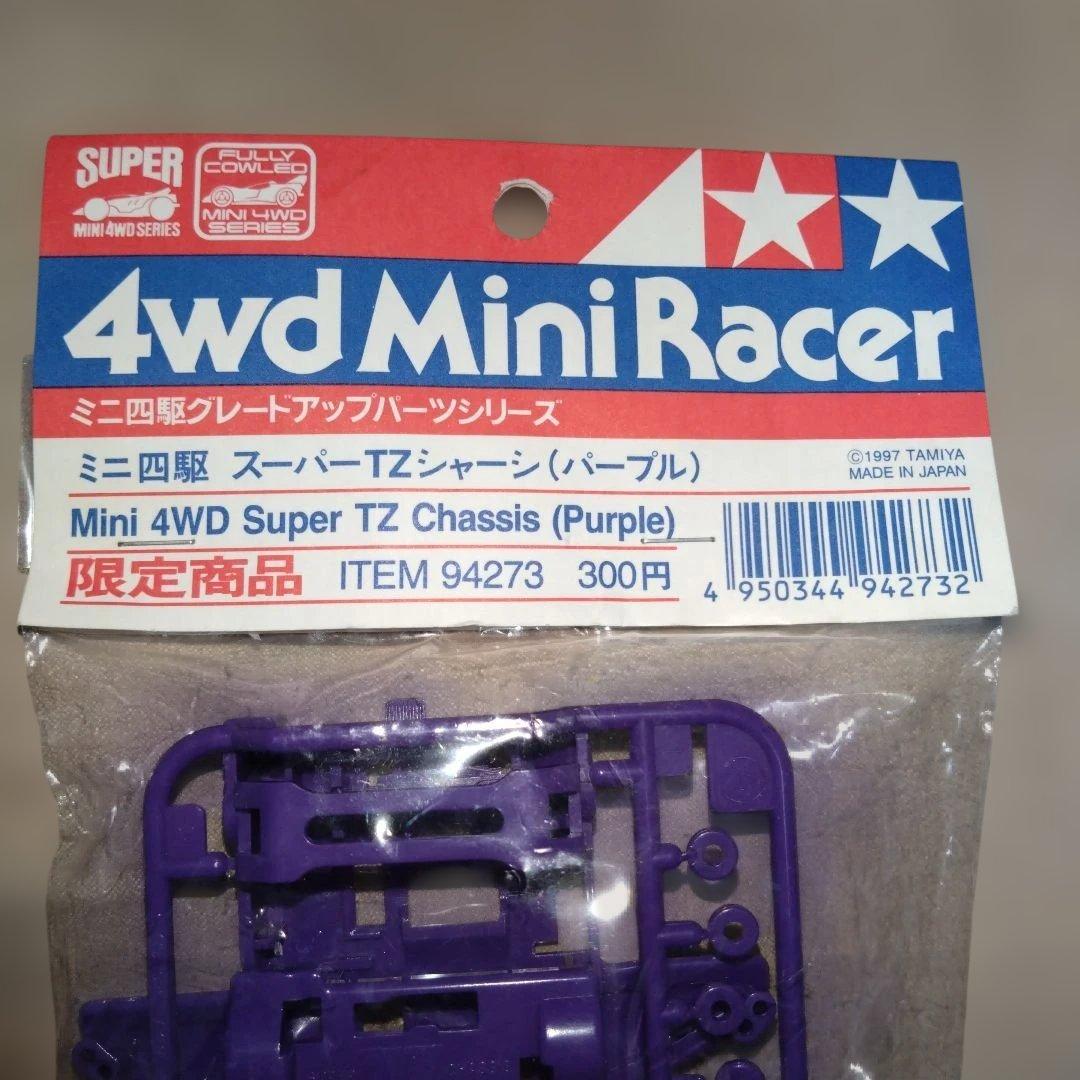 SUPER
MINI 4WD SERIES
FULLY
COWLED
MINI 4WD
SERIES
4wd Mini Racer
ミニ四駆グレードアップパーツシリーズ
ミニ四駆 スーパーTZシャーシ(パープル)
©1997 TAMIYA
MADE IN JAPAN
Mini 4WD Super TZ Chassis (Purple)
限定商品 ITEM 94273 300円
4 950344 942732